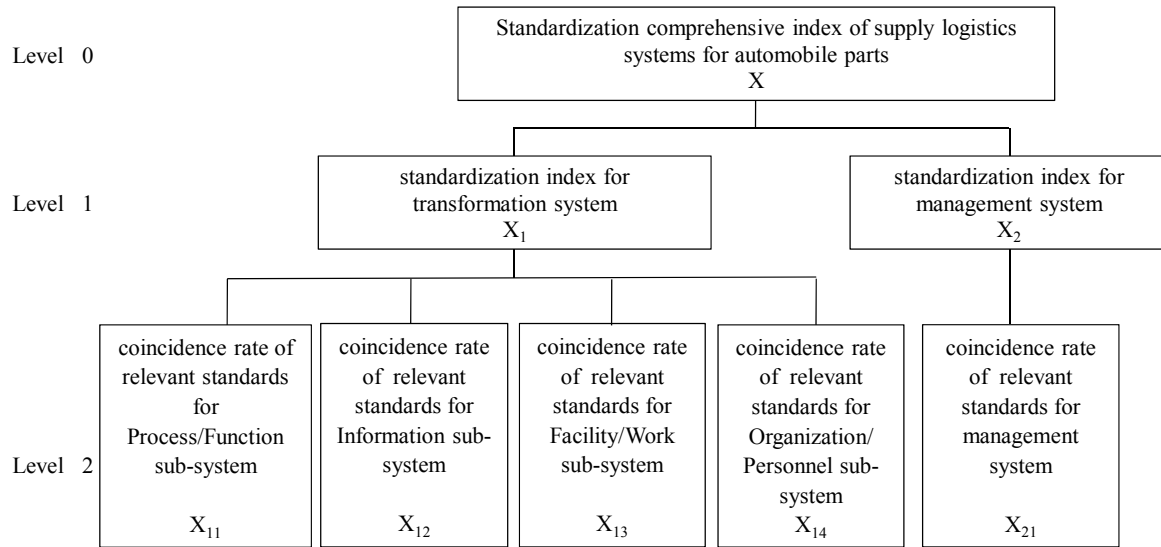 Level 0
Standardization comprehensive index of supply logistics
systems for automobile parts
X
Level 1
standardization index for
transformation system
X₁
standardization index for
management system
X₂
Level 2
coincidence rate of
relevant standards
for
Process/Function
sub-system
X₁₁
coincidence rate
of relevant
standards for
Information sub-
system
X₁₂
coincidence rate
of relevant
standards for
Facility/Work
sub-system
X₁₃
coincidence rate
of relevant
standards for
Organization/
Personnel sub-
system
X₁₄
coincidence rate
of relevant
standards for
management
system
X₂₁